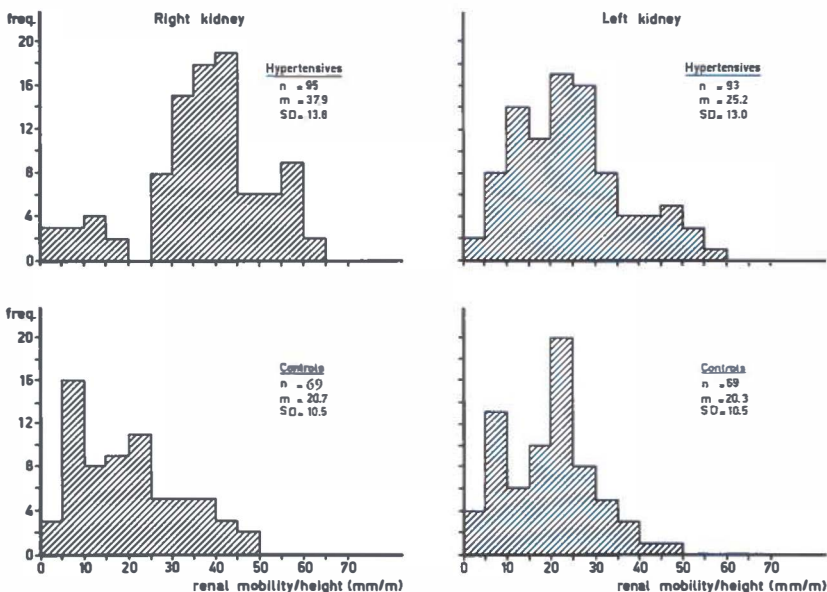 Right kidney
freq.
20
16
12
8
4
0
Hypertensives
n = 95
m = 37.9
SD = 13.8
Left kidney
Hypertensives
n = 93
m = 25.2
SD = 13.0
freq.
20
16
12
8
4
0
Controls
n = 69
m = 20.7
SD = 10.5
0 10 20 30 40 50 60 70
renal mobility/height (mm/m)
Controls
n = 69
m = 20.3
SD = 10.5
0 10 20 30 40 50 60 70
renal mobility/height (mm/m)